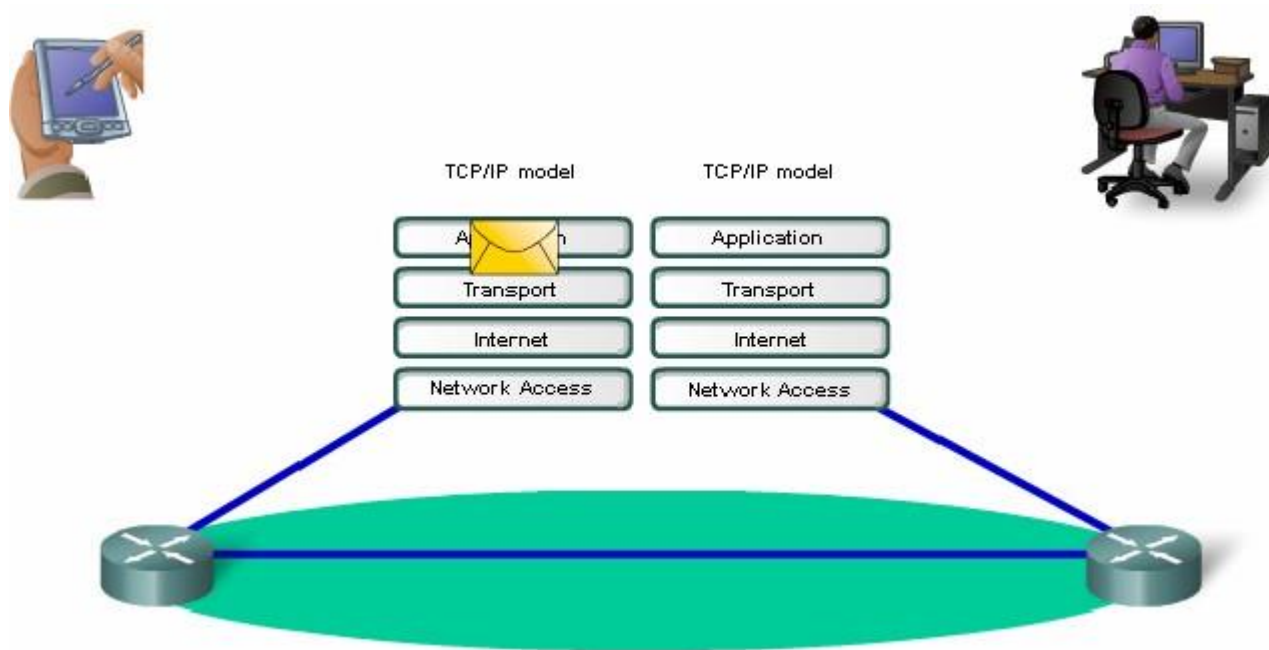 TCP/IP model
TCP/IP model
Application
Transport
Transport
Internet
Internet
Network Access
Network Access